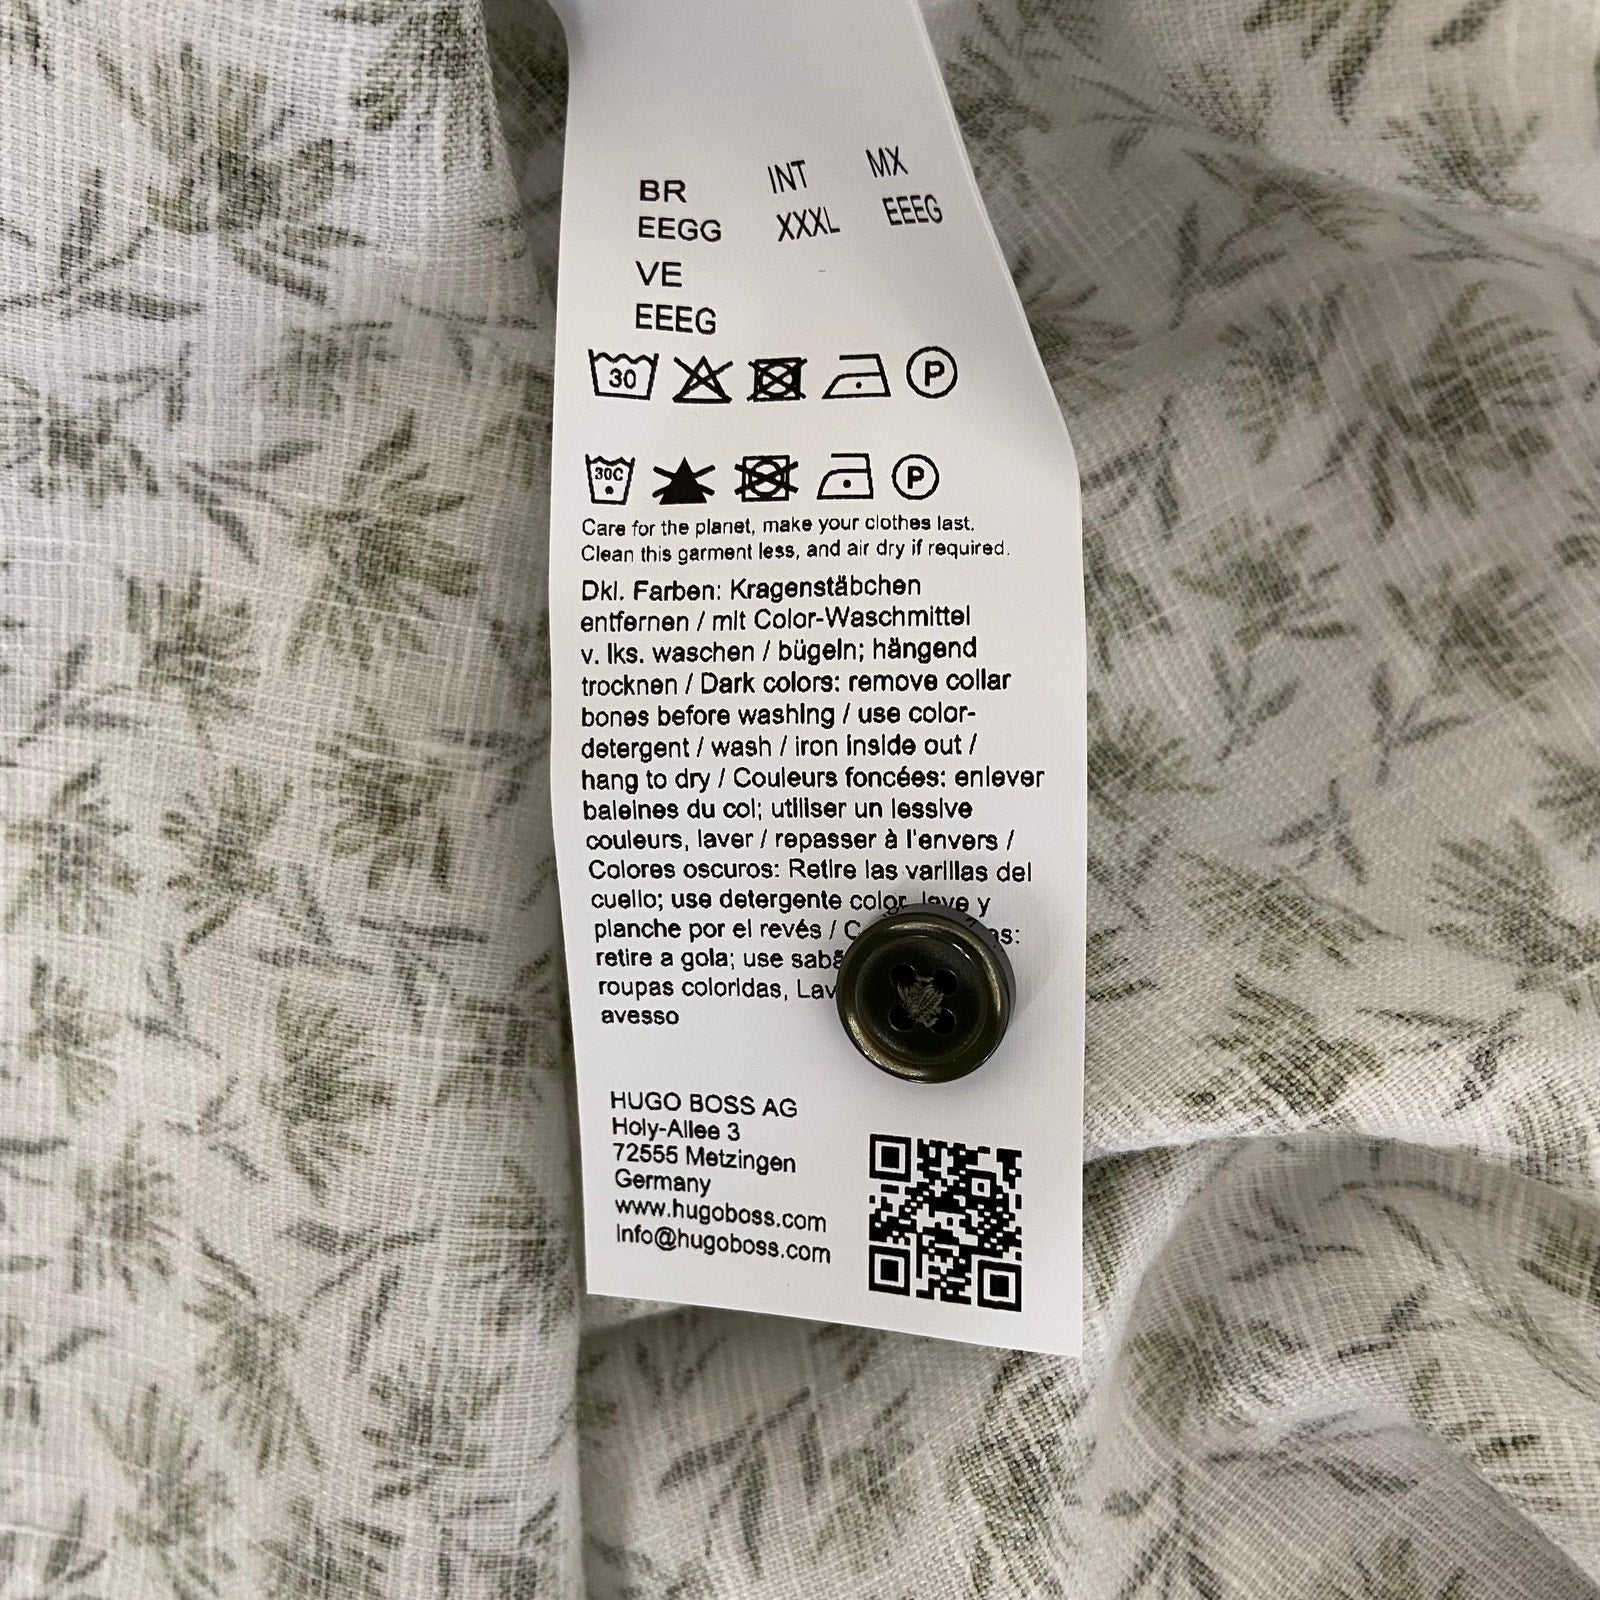 BR INT MX
EEGG XXXL EEEG
VE
EEEG
30 P
30C P
Care for the planet, make your clothes last.
Clean this garment less, and air dry if required.
Dkl. Farben: Kragenstäbchen
entfernen / mit Color-Waschmittel
v. lks. waschen / bügeln; hängend
trocknen / Dark colors: remove collar
bones before washing / use color-
detergent / wash / iron inside out /
hang to dry / Couleurs foncées: enlever
baleines du col; utiliser un lessive
couleurs, laver / repasser à l'envers /
Colores oscuros: Retire las varillas del
cuello; use detergente color, lave y
planche por el revés /
retire a gola; use
roupas coloridas,
avesso
HUGO BOSS AG
Holy-Allee 3
72555 Metzingen
Germany
www.hugoboss.com
Info@hugoboss.com